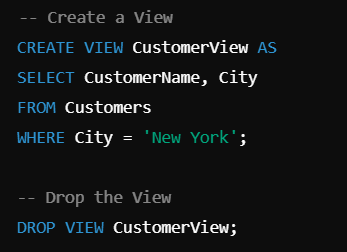 -- Create a View
CREATE VIEW CustomerView AS
SELECT CustomerName, City
FROM Customers
WHERE City = 'New York';
-- Drop the View
DROP VIEW CustomerView;